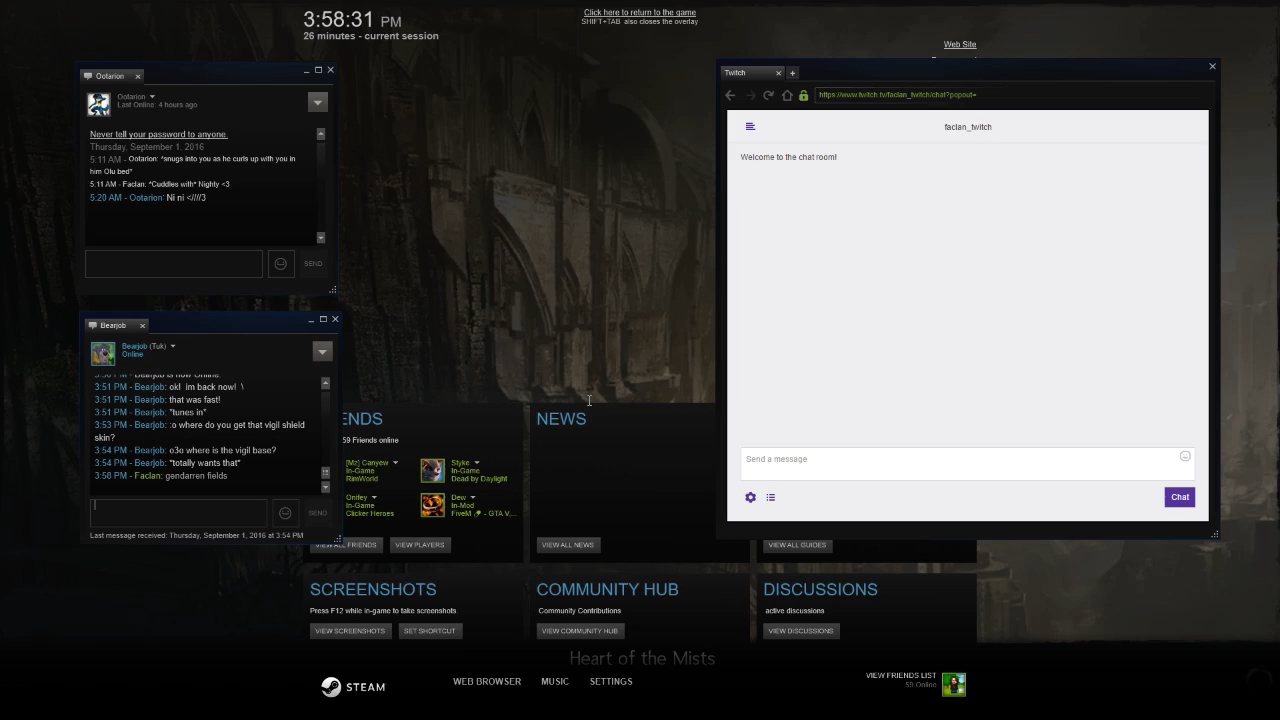 3:58:31 PM
26 minutes - current session
Click here to return to the game
SHIFT+TAB also closes the overlay
Web Site
Ootarion
Ootarion
Last Online: 4 hours ago
Never tell your password to anyone.
Thursday, September 1, 2016
5:11 AM - Ootarion: *snugs into you as he curls up with you in
him Olu bed*
5:11 AM - Faclan: *Cuddles with* Nighty <3
5:20 AM - Ootarion: Ni ni <////3
SEND
Bearjob
Bearjob (Tuk)
Online
Bearjob is now Online.
3:51 PM - Bearjob: ok! im back now! \
3:51 PM - Bearjob: that was fast!
3:51 PM - Bearjob: *tunes in*
3:53 PM - Bearjob: :o where do you get that vigil shield
skin?
3:54 PM - Bearjob: o3o where is the vigil base?
3:54 PM - Bearjob: *totally wants that*
3:58 PM - Faclan: gendarren fields
SEND
Last message received: Thursday, September 1, 2016 at 3:54 PM
Twitch
https://www.twitch.tv/faclan_twitch/chat?popout=
faclan_twitch
Welcome to the chat room!
Send a message
Chat
ENDS
59 Friends online
[Mz] Canyew
In-Game
RimWorld
Styke
In-Game
Dead by Daylight
Onifey
In-Game
Clicker Heroes
Dew
In-Mod
FiveM - GTA V,...
VIEW ALL FRIENDS
VIEW PLAYERS
NEWS
VIEW ALL NEWS
VIEW ALL GUIDES
SCREENSHOTS
Press F12 while in-game to take screenshots
VIEW SCREENSHOTS
SET SHORTCUT
COMMUNITY HUB
Community Contributions
VIEW COMMUNITY HUB
DISCUSSIONS
active discussions
VIEW DISCUSSIONS
Heart of the Mists
STEAM
WEB BROWSER
MUSIC
SETTINGS
VIEW FRIENDS LIST
59 Online